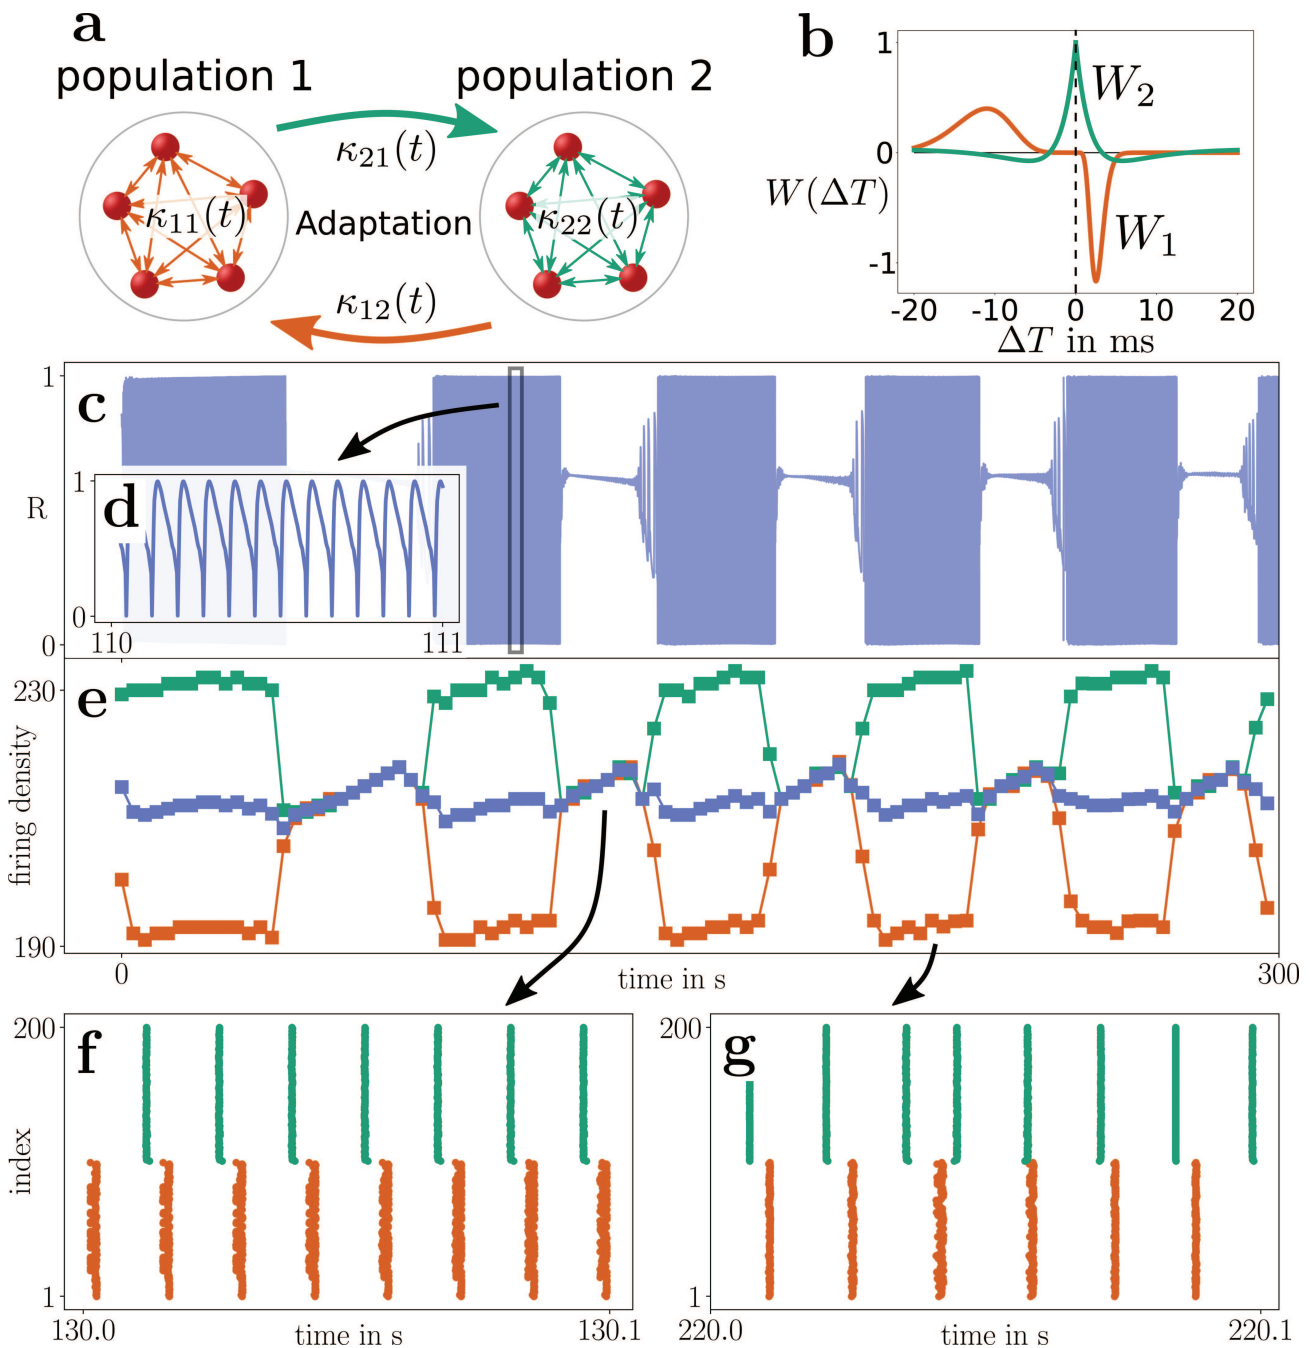 a
population 1
population 2
κ21(t)
κ11(t)
Adaptation
κ22(t)
κ12(t)
b
1
0
-1
W(ΔT)
W2
W1
-20
-10
0
10
20
ΔT in ms
c
1
R
0
d
1
0
110
111
e
230
firing density
190
0
time in s
300
f
200
index
1
130.0
time in s
130.1
g
200
1
220.0
time in s
220.1